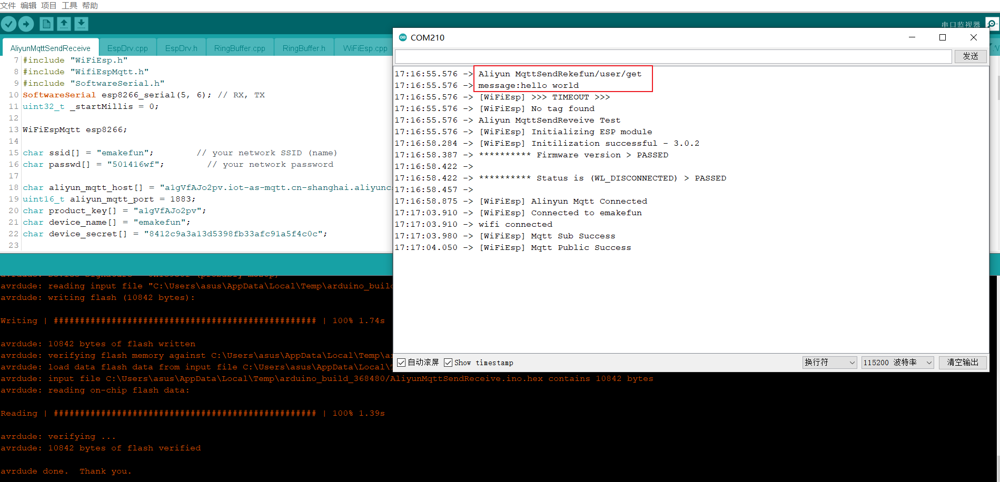 文件 编辑 项目 工具 帮助
串口监视器
AliyunMqttSendReceive EspDrv.cpp EspDrv.h RingBuffer.cpp RingBuffer.h WiFiEsp.cpp
7 #include "WiFiEsp.h"
8 #include "WifiEspMqtt.h"
9 #include "SoftwareSerial.h"
10 SoftwareSerial esp8266_serial(5, 6); // RX, TX
11 uint32_t _startMillis = 0;
12
13 WiFiEspMqtt esp8266;
14
15 char ssid[] = "emakefun"; // your network SSID (name)
16 char passwd[] = "501416wf"; // your network password
17
18 char aliyun_mqtt_host[] = "a1gVfAJo2pv.iot-as-mqtt.cn-shanghai.aliyunc
19 uint16_t aliyun_mqtt_port = 1883;
20 char product_key[] = "a1gVfAJo2pv";
21 char device_name[] = "emakefun";
22 char device_secret[] = "8412c9a3a13d5398fb33afc91a5f4c0c";
23
COM210
发送
17:16:55.576 -> Aliyun MqttSendRekefun/user/get
17:16:55.576 -> message:hello world
17:16:55.576 -> [WiFiEsp] >>> TIMEOUT >>>
17:16:55.576 -> [WiFiEsp] No tag found
17:16:55.576 -> Aliyun MqttSendReveive Test
17:16:55.576 -> [WiFiEsp] Initializing ESP module
17:16:58.284 -> [WiFiEsp] Initilization successful - 3.0.2
17:16:58.387 -> ********** Firmware version > PASSED
17:16:58.422 ->
17:16:58.422 -> ********** Status is (WL_DISCONNECTED) > PASSED
17:16:58.457 ->
17:16:58.875 -> [WiFiEsp] Alinyun Mqtt Connected
17:17:03.910 -> [WiFiEsp] Connected to emakefun
17:17:03.910 -> wifi connected
17:17:03.980 -> [WiFiEsp] Mqtt Sub Success
17:17:04.050 -> [WiFiEsp] Mqtt Public Success
自动滚屏 Show timestamp 换行符 115200 波特率 清空输出
avrdude: reading input file "C:\Users\asus\AppData\Local\Temp\arduino_buil
avrdude: writing flash (10842 bytes):
Writing | ################################################## | 100% 1.74s
avrdude: 10842 bytes of flash written
avrdude: verifying flash memory against C:\Users\asus\AppData\Local\Temp\ar
avrdude: load data flash data from input file C:\Users\asus\AppData\Local\
avrdude: input file C:\Users\asus\AppData\Local\Temp\arduino_build_368480/AliyunMqttSendReceive.ino.hex contains 10842 bytes
avrdude: reading on-chip flash data:
Reading | ################################################## | 100% 1.39s
avrdude: verifying ...
avrdude: 10842 bytes of flash verified
avrdude done.  Thank you.